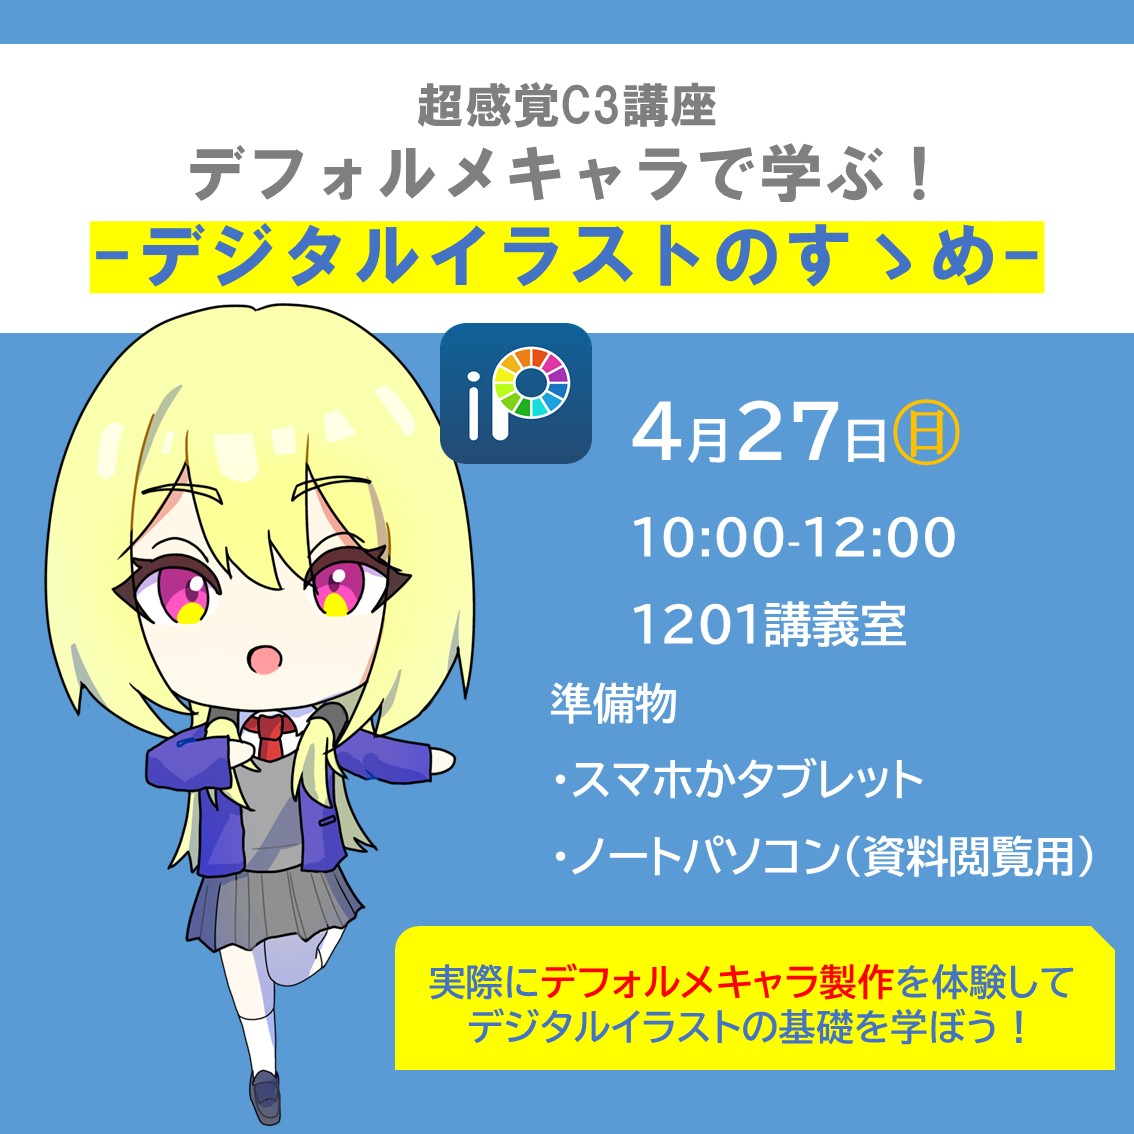 超感覚C3講座
デフォルメキャラで学ぶ！
-デジタルイラストのすゝめ-
iP
4月27日㊐
10:00-12:00
1201講義室
準備物
・スマホかタブレット
・ノートパソコン（資料閲覧用）
実際にデフォルメキャラ製作を体験して
デジタルイラストの基礎を学ぼう！